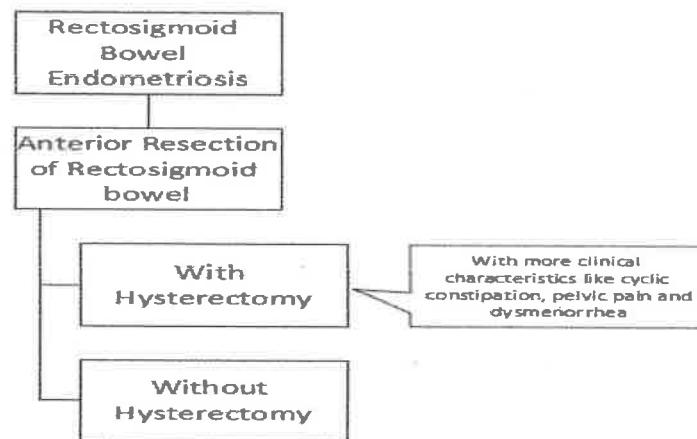 Rectosigmoid
Bowel
Endometriosis
Anterior Resection
of Rectosigmoid
bowel
With
Hysterectomy
With more clinical
characteristics like cyclic
constipation, pelvic pain and
dysmenorrhea
Without
Hysterectomy